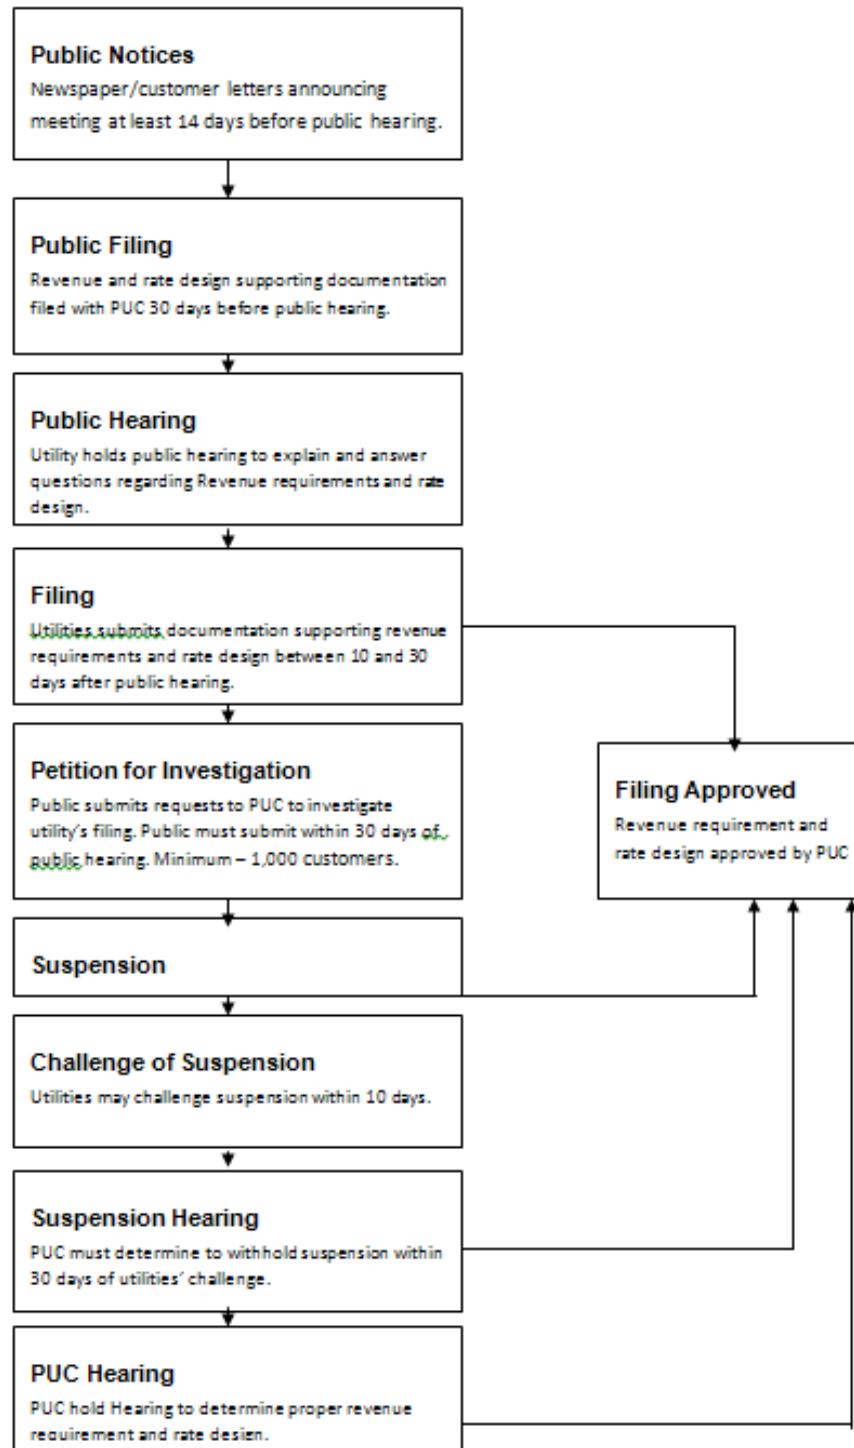 Public Notices
Newspaper/customer letters announcing
meeting at least 14 days before public hearing.
Public Filing
Revenue and rate design supporting documentation
filed with PUC 30 days before public hearing.
Public Hearing
Utility holds public hearing to explain and answer
questions regarding Revenue requirements and rate
design.
Filing
Utilities submits documentation supporting revenue
requirements and rate design between 10 and 30
days after public hearing.
Petition for Investigation
Public submits requests to PUC to investigate
utility's filing. Public must submit within 30 days of
public hearing. Minimum – 1,000 customers.
Filing Approved
Revenue requirement and
rate design approved by PUC
Suspension
Challenge of Suspension
Utilities may challenge suspension within 10 days.
Suspension Hearing
PUC must determine to withhold suspension within
30 days of utilities' challenge.
PUC Hearing
PUC hold Hearing to determine proper revenue
requirement and rate design.